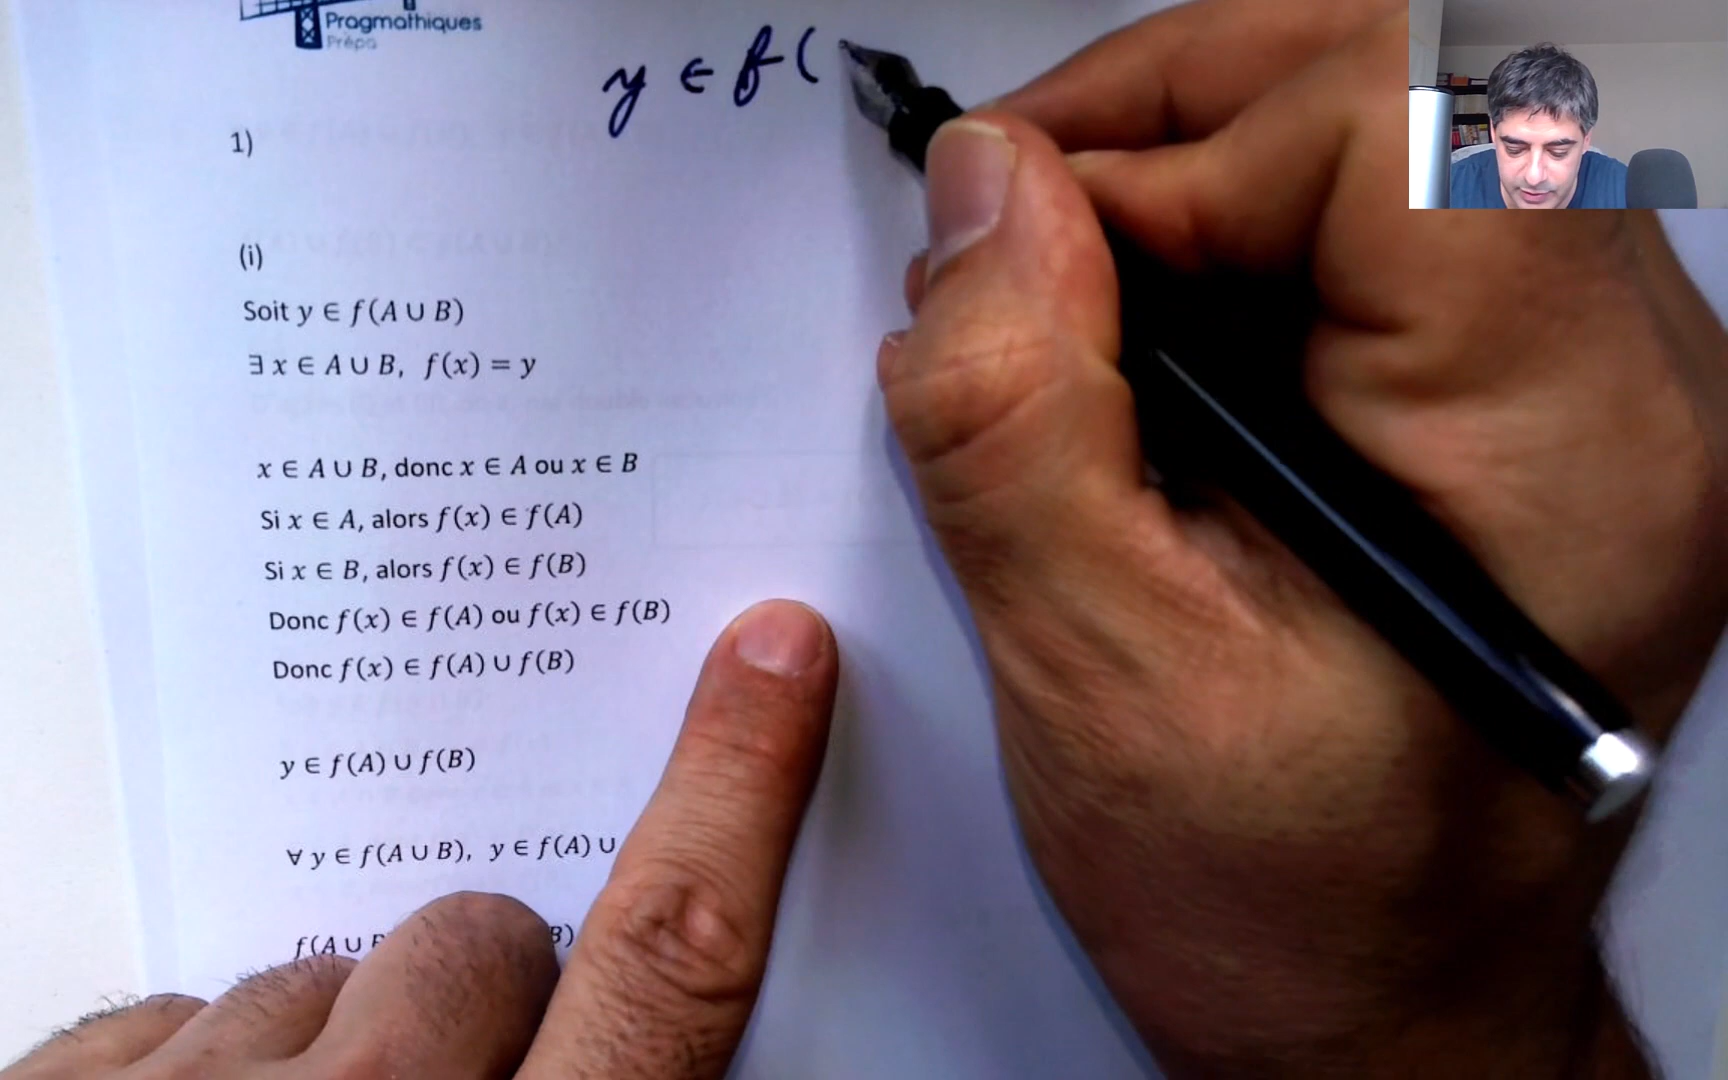 Pragmathiques
Prépa
y ∈ f(
1)
(i)
Soit y ∈ f(A ∪ B)
∃ x ∈ A ∪ B, f(x) = y
x ∈ A ∪ B, donc x ∈ A ou x ∈ B
Si x ∈ A, alors f(x) ∈ f(A)
Si x ∈ B, alors f(x) ∈ f(B)
Donc f(x) ∈ f(A) ou f(x) ∈ f(B)
Donc f(x) ∈ f(A) ∪ f(B)
y ∈ f(A) ∪ f(B)
∀ y ∈ f(A ∪ B), y ∈ f(A) ∪
f(A ∪ B)